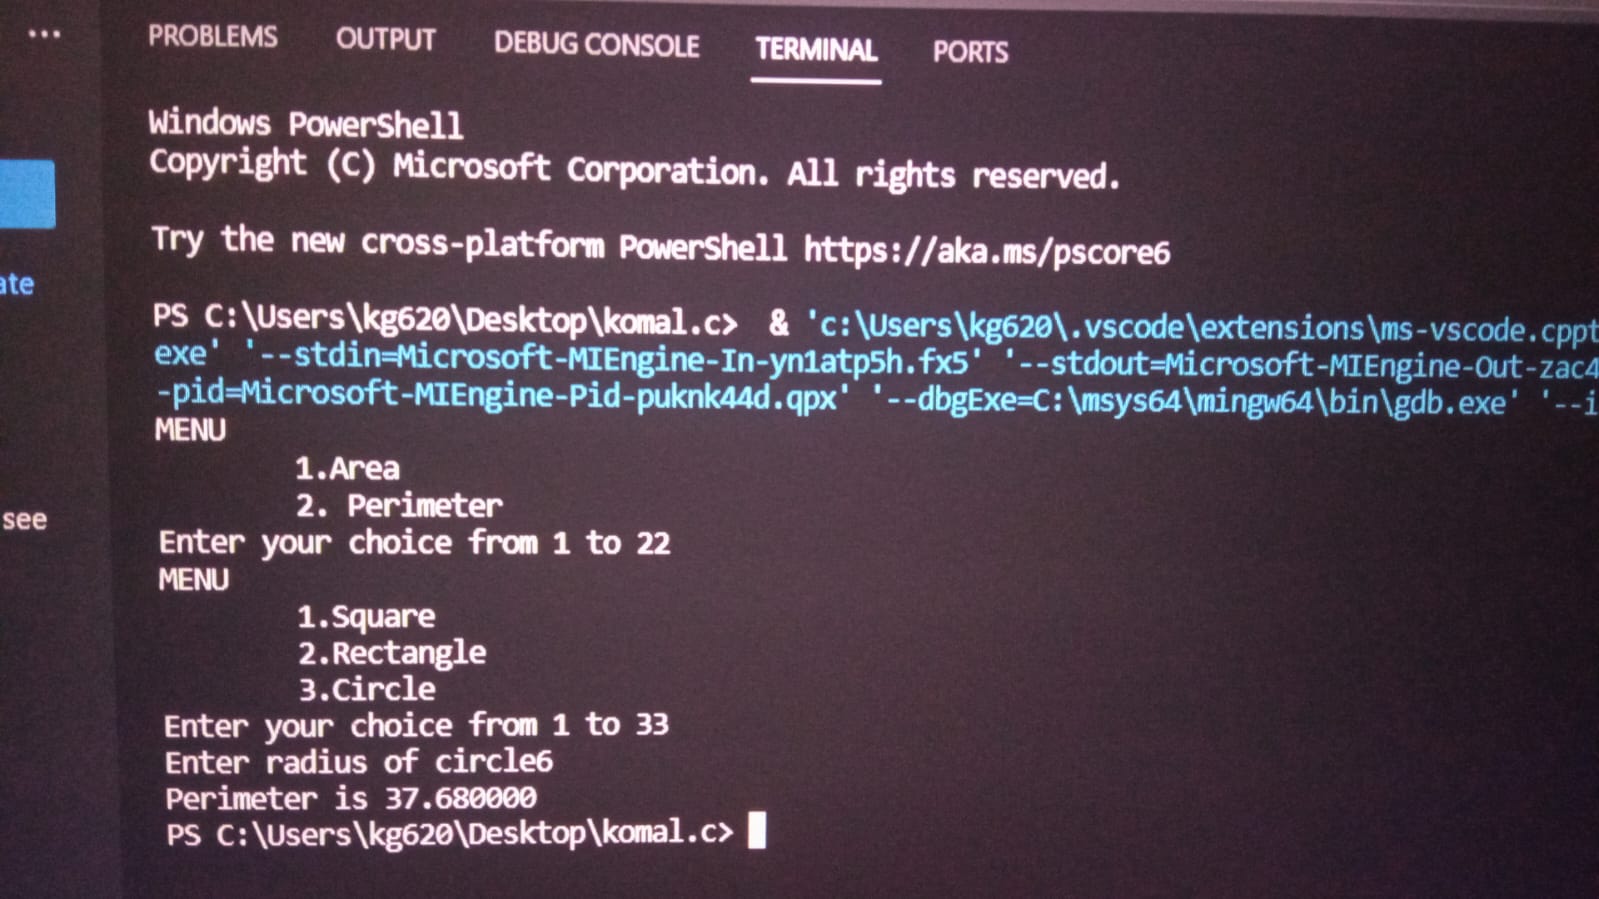 ... PROBLEMS OUTPUT DEBUG CONSOLE TERMINAL PORTS
Windows PowerShell
Copyright (C) Microsoft Corporation. All rights reserved.
Try the new cross-platform PowerShell https://aka.ms/pscore6
ate
PS C:\Users\kg620\Desktop\komal.c>  & 'c:\Users\kg620\.vscode\extensions\ms-vscode.cppt
exe' '--stdin=Microsoft-MIEngine-In-yn1atp5h.fx5' '--stdout=Microsoft-MIEngine-Out-zac4
-pid=Microsoft-MIEngine-Pid-puknk44d.qpx' '--dbgExe=C:\msys64\mingw64\bin\gdb.exe' '--i
MENU
1.Area
2. Perimeter
see
Enter your choice from 1 to 22
MENU
1.Square
2.Rectangle
3.Circle
Enter your choice from 1 to 33
Enter radius of circle6
Perimeter is 37.680000
PS C:\Users\kg620\Desktop\komal.c>